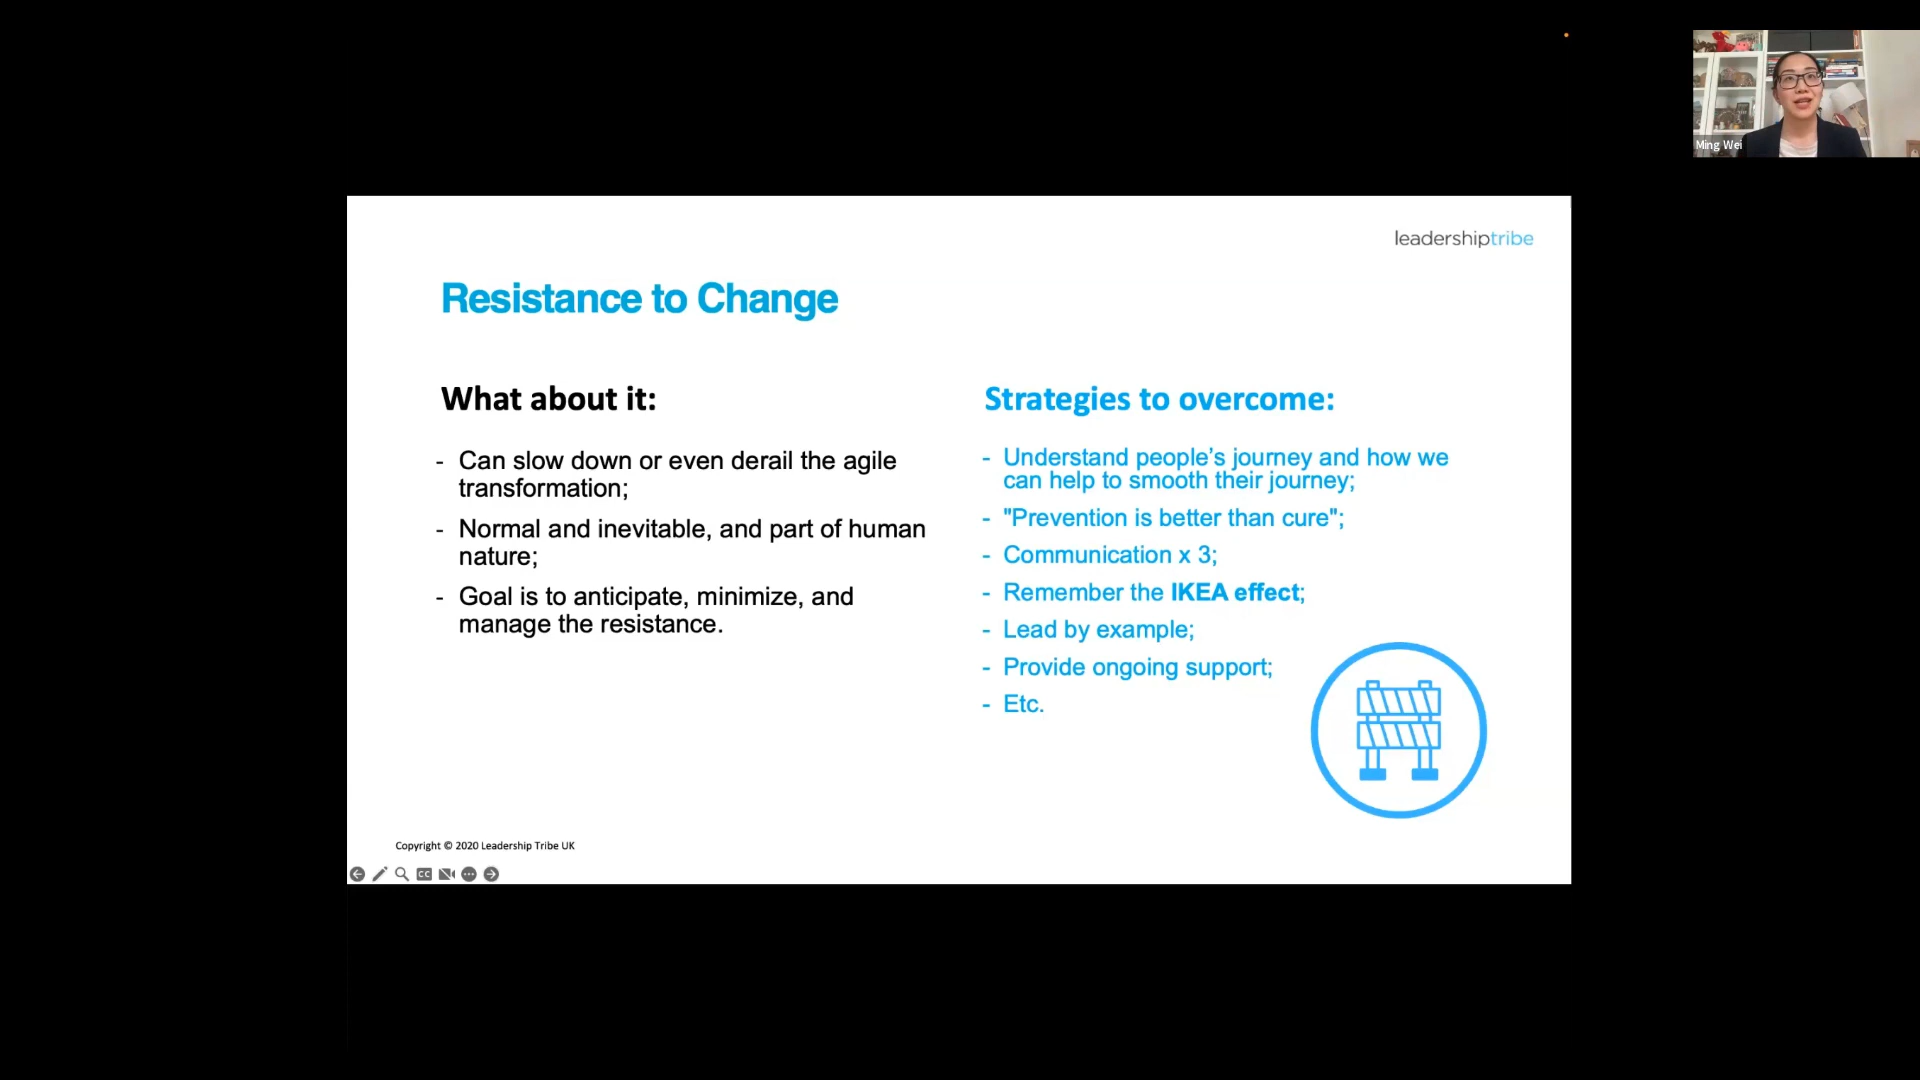 Ming Wei
leadershiptribe
Resistance to Change
What about it:
- Can slow down or even derail the agile
transformation;
- Normal and inevitable, and part of human
nature;
- Goal is to anticipate, minimize, and
manage the resistance.
Strategies to overcome:
- Understand people’s journey and how we
can help to smooth their journey;
- "Prevention is better than cure";
- Communication x 3;
- Remember the IKEA effect;
- Lead by example;
- Provide ongoing support;
- Etc.
Copyright © 2020 Leadership Tribe UK
CC